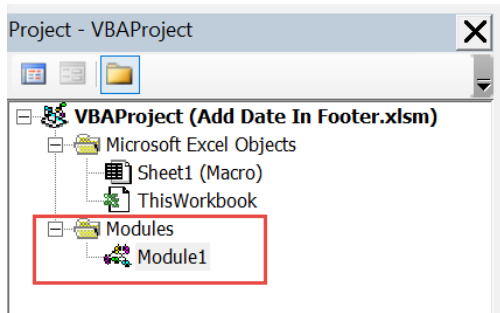 Project - VBAProject
VBAProject (Add Date In Footer.xlsm)
Microsoft Excel Objects
Sheet1 (Macro)
ThisWorkbook
Modules
Module1